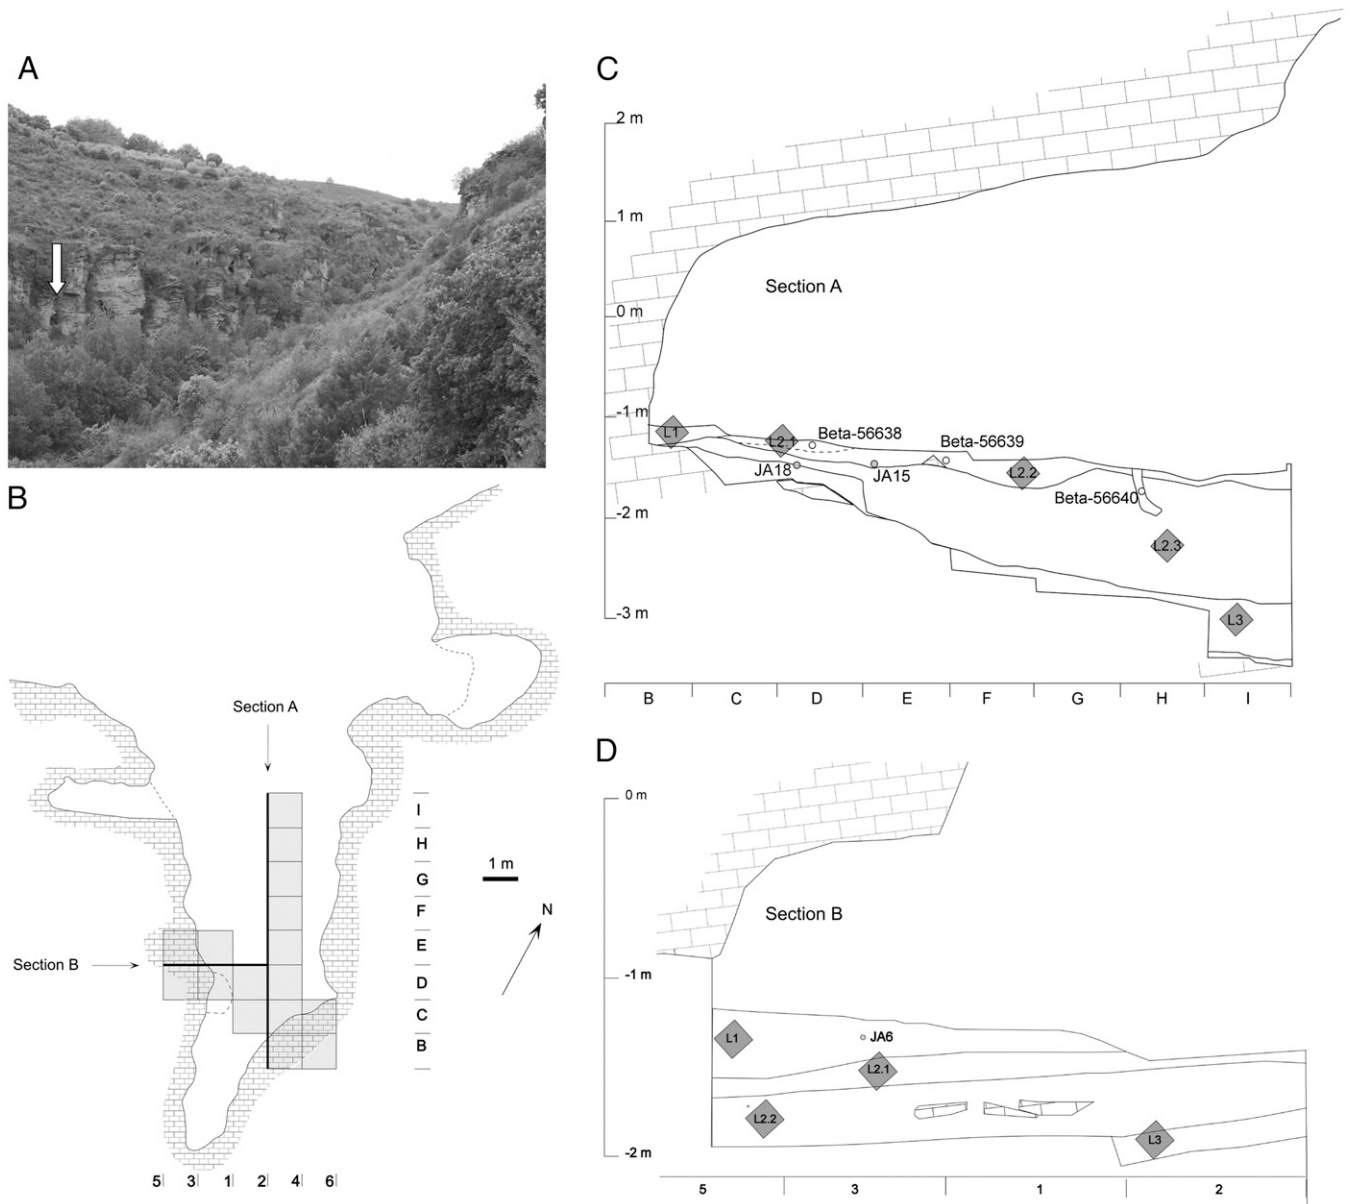 A
C
2 m
1 m
Section A
0 m
-1 m
L1
L2.1
Beta-56638
Beta-56639
JA18
JA15
L2.2
Beta-56640
-2 m
L2.3
-3 m
L3
B C D E F G H I
B
Section A
I
H
1 m
G
F
N
E
Section B
D
C
B
5 3 1 2 4 6
D
0 m
Section B
-1 m
L1
JA6
L2.1
L2.2
L3
-2 m
5 3 1 2